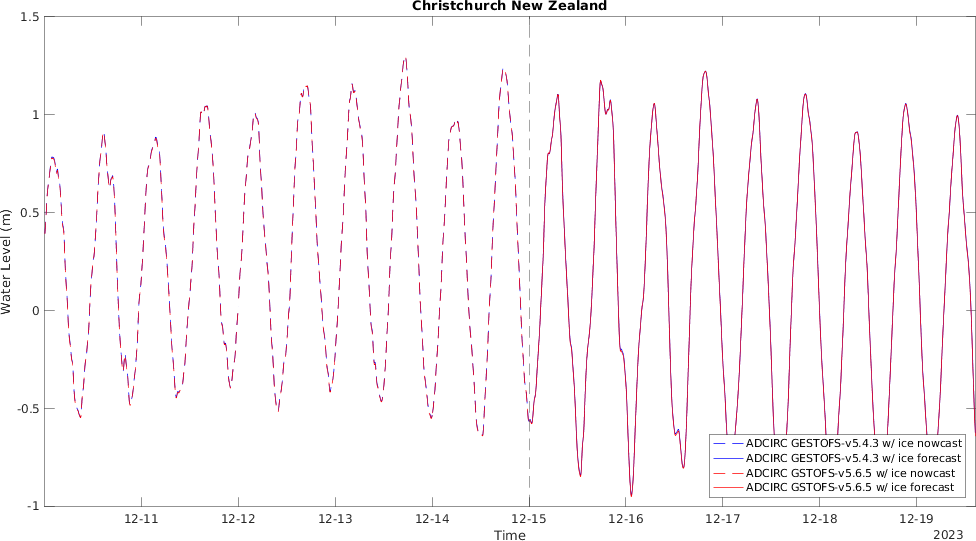 Christchurch New Zealand
1.5
1
0.5
0
-0.5
-1
Water Level (m)
ADCIRC GESTOFS-v5.4.3 w/ ice nowcast
ADCIRC GESTOFS-v5.4.3 w/ ice forecast
ADCIRC GSTOFS-v5.6.5 w/ ice nowcast
ADCIRC GSTOFS-v5.6.5 w/ ice forecast
12-11 12-12 12-13 12-14 12-15 12-16 12-17 12-18 12-19
Time
2023